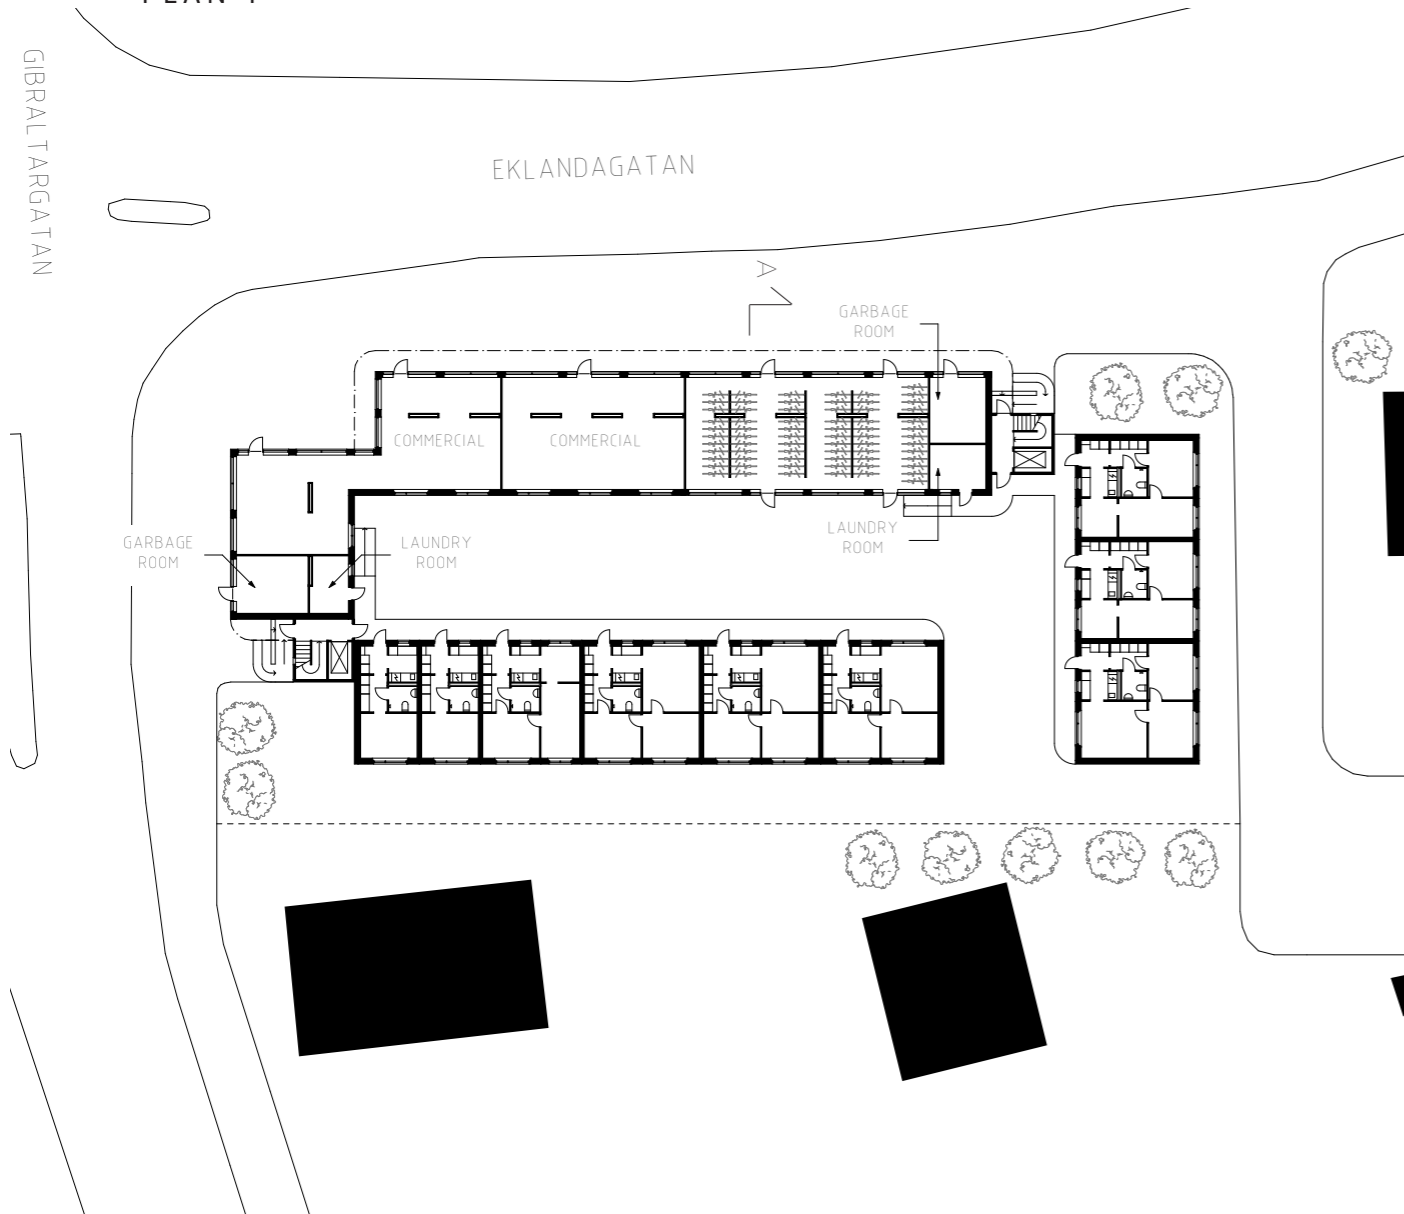 GIBRALTARGATAN
EKLANDAGATAN
A
GARBAGE
ROOM
COMMERCIAL
COMMERCIAL
LAUNDRY
ROOM
GARBAGE
ROOM
LAUNDRY
ROOM